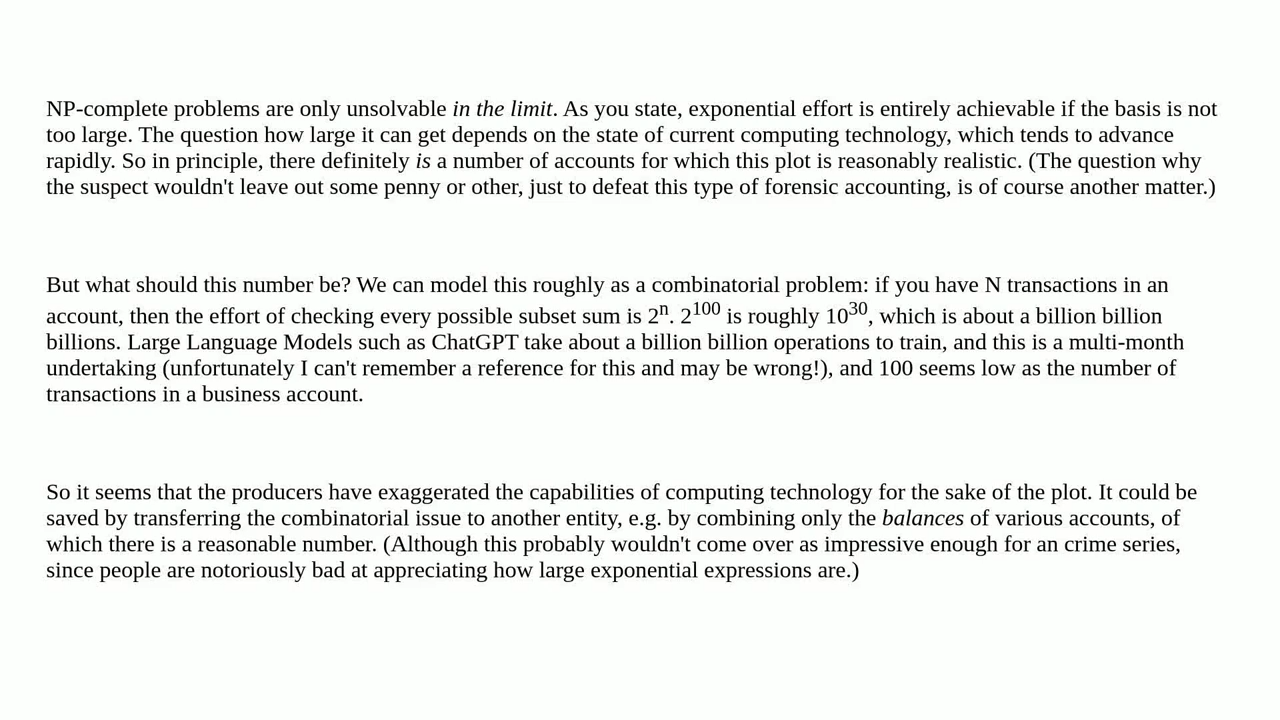 NP-complete problems are only unsolvable in the limit. As you state, exponential effort is entirely achievable if the basis is not
too large. The question how large it can get depends on the state of current computing technology, which tends to advance
rapidly. So in principle, there definitely is a number of accounts for which this plot is reasonably realistic. (The question why
the suspect wouldn't leave out some penny or other, just to defeat this type of forensic accounting, is of course another matter.)
But what should this number be? We can model this roughly as a combinatorial problem: if you have N transactions in an
account, then the effort of checking every possible subset sum is 2ⁿ. 2¹⁰⁰ is roughly 10³⁰, which is about a billion billion
billions. Large Language Models such as ChatGPT take about a billion billion operations to train, and this is a multi-month
undertaking (unfortunately I can't remember a reference for this and may be wrong!), and 100 seems low as the number of
transactions in a business account.
So it seems that the producers have exaggerated the capabilities of computing technology for the sake of the plot. It could be
saved by transferring the combinatorial issue to another entity, e.g. by combining only the balances of various accounts, of
which there is a reasonable number. (Although this probably wouldn't come over as impressive enough for an crime series,
since people are notoriously bad at appreciating how large exponential expressions are.)